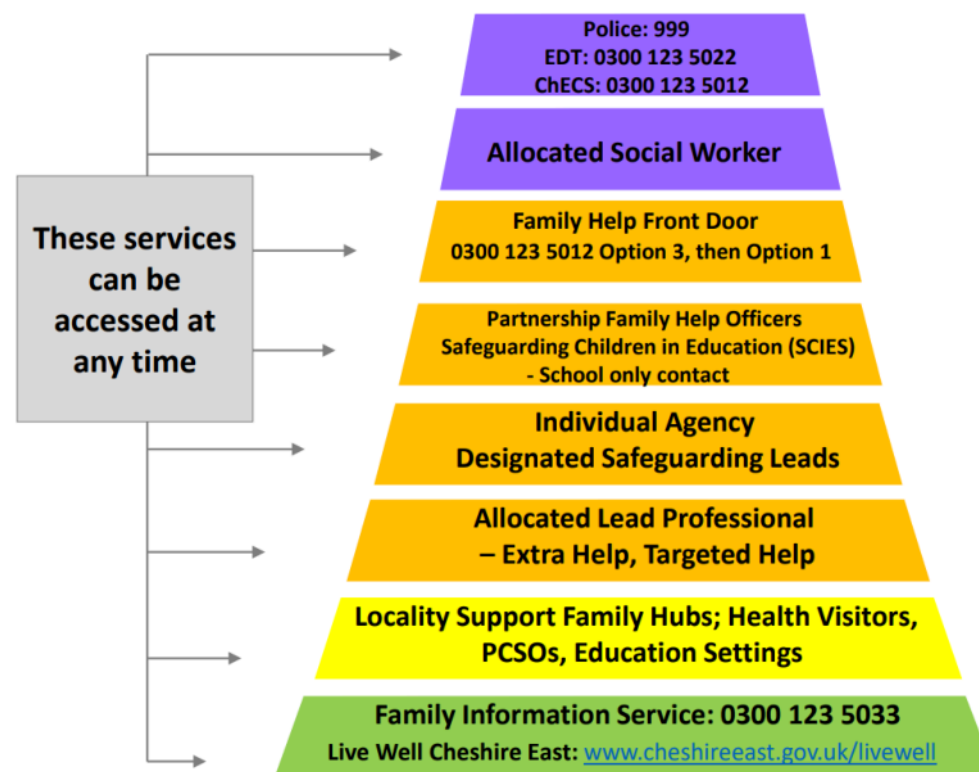 Police: 999
EDT: 0300 123 5022
ChECS: 0300 123 5012
Allocated Social Worker
These services
can be
accessed at
any time
Family Help Front Door
0300 123 5012 Option 3, then Option 1
Partnership Family Help Officers
Safeguarding Children in Education (SCIES)
- School only contact
Individual Agency
Designated Safeguarding Leads
Allocated Lead Professional
– Extra Help, Targeted Help
Locality Support Family Hubs; Health Visitors,
PCSOs, Education Settings
Family Information Service: 0300 123 5033
Live Well Cheshire East: www.cheshireeast.gov.uk/livewell